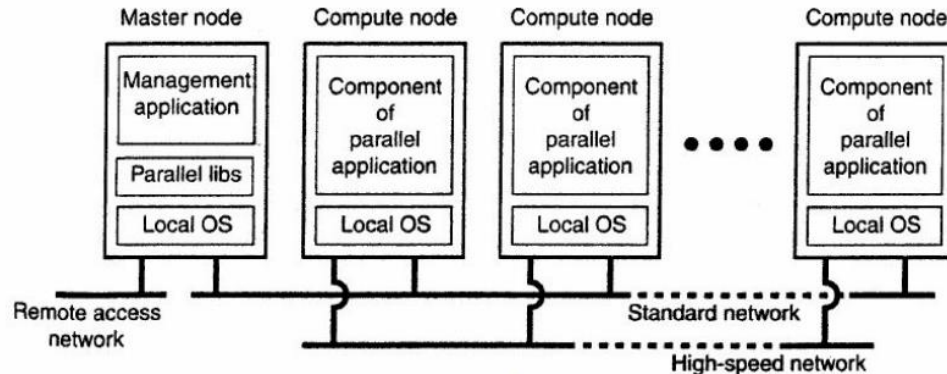 Master node
Compute node
Compute node
Compute node
Management
application
Parallel libs
Local OS
Component
of
parallel
application
Local OS
Component
of
parallel
application
Local OS
Component
of
parallel
application
Local OS
Remote access
network
Standard network
High-speed network